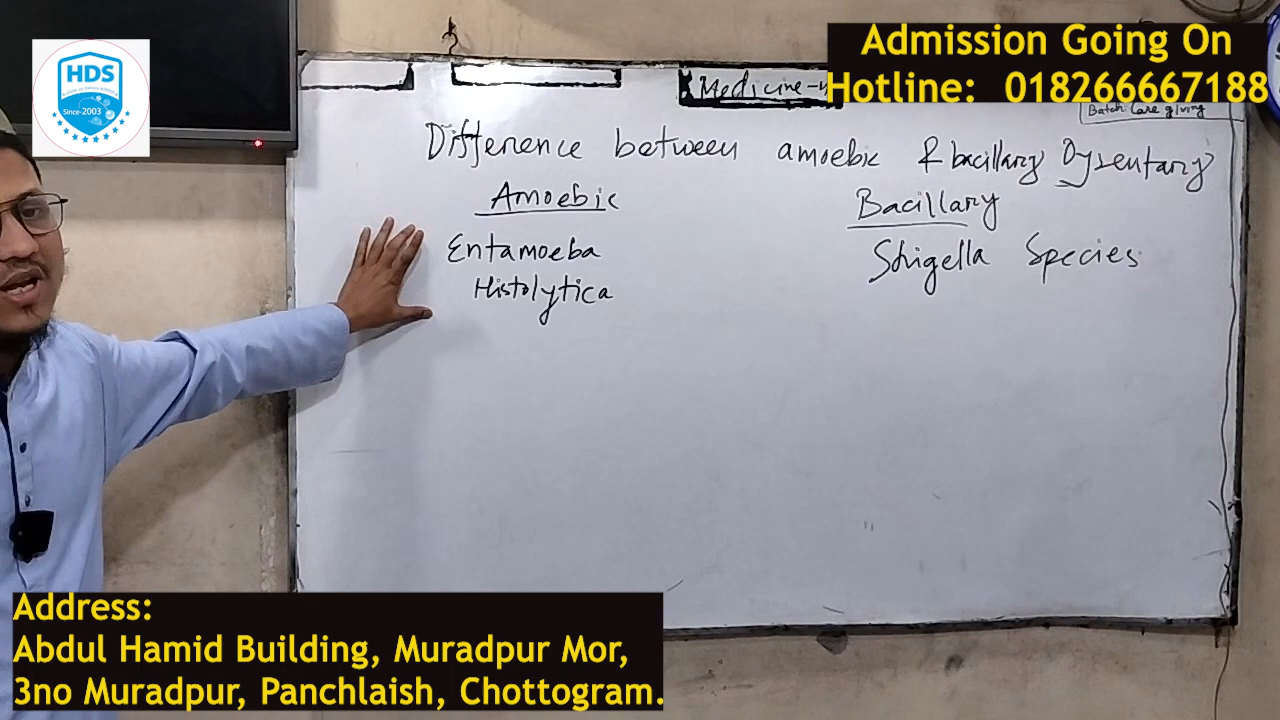 HDS
Since-2003
Admission Going On
Hotline: 018266667188
Medicine-
Batch Care giving
Difference between amoebic & bacillary Dysentary
Amoebic
Bacillary
Entamoeba
Histolytica
Shigella Species
Address:
Abdul Hamid Building, Muradpur Mor,
3no Muradpur, Panchlaish, Chottogram.